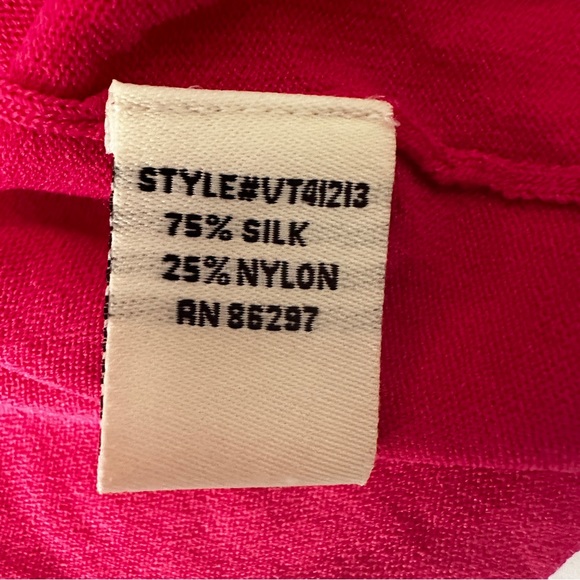 STYLE#VT41213
75% SILK
25% NYLON
RN 86297